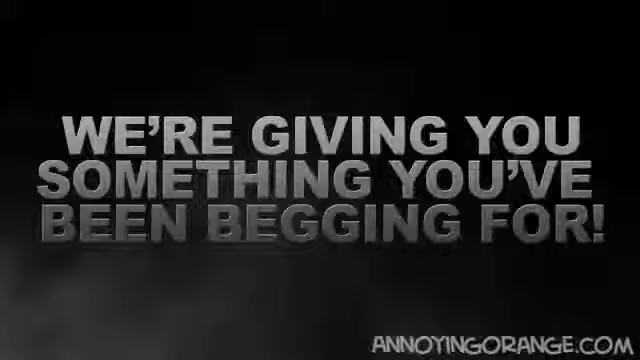 WE'RE GIVING YOU
SOMETHING YOU'VE
BEEN BEGGING FOR!
ANNOYINGORANGE.COM